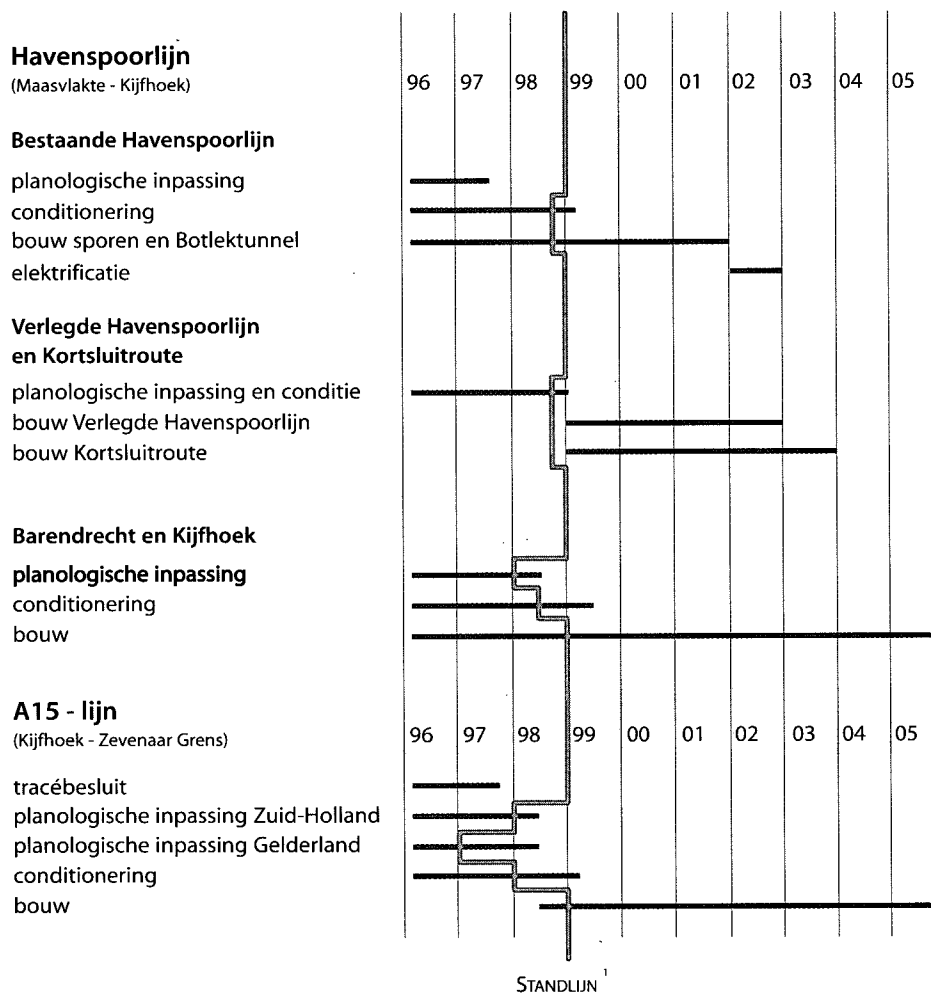 Havenspoorlijn
(Maasvlakte - Kijfhoek)
96 97 98 99 00 01 02 03 04 05
Bestaande Havenspoorlijn
planologische inpassing
conditionering
bouw sporen en Botlektunnel
elektrificatie
Verlegde Havenspoorlijn
en Kortsluitroute
planologische inpassing en conditie
bouw Verlegde Havenspoorlijn
bouw Kortsluitroute
Barendrecht en Kijfhoek
planologische inpassing
conditionering
bouw
A15 - lijn
(Kijfhoek - Zevenaar Grens)
96 97 98 99 00 01 02 03 04 05
tracébesluit
planologische inpassing Zuid-Holland
planologische inpassing Gelderland
conditionering
bouw
STANDLIJN 1